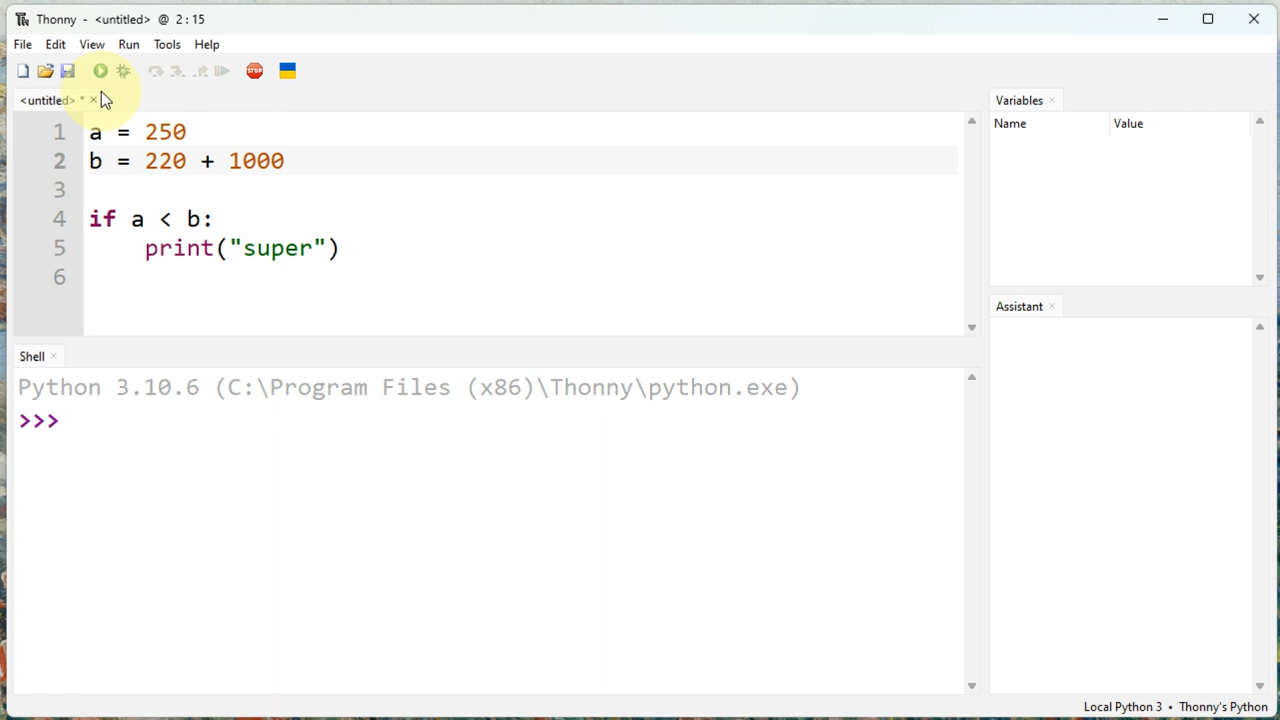 Thonny - <untitled> @ 2 : 15
File Edit View Run Tools Help
STOP
<untitled> * ×
1 a = 250
2 b = 220 + 1000
3
4 if a < b:
5 print("super")
6
Shell ×
Python 3.10.6 (C:\Program Files (x86)\Thonny\python.exe)
>>>
Variables ×
Name Value
Assistant ×
Local Python 3 • Thonny's Python